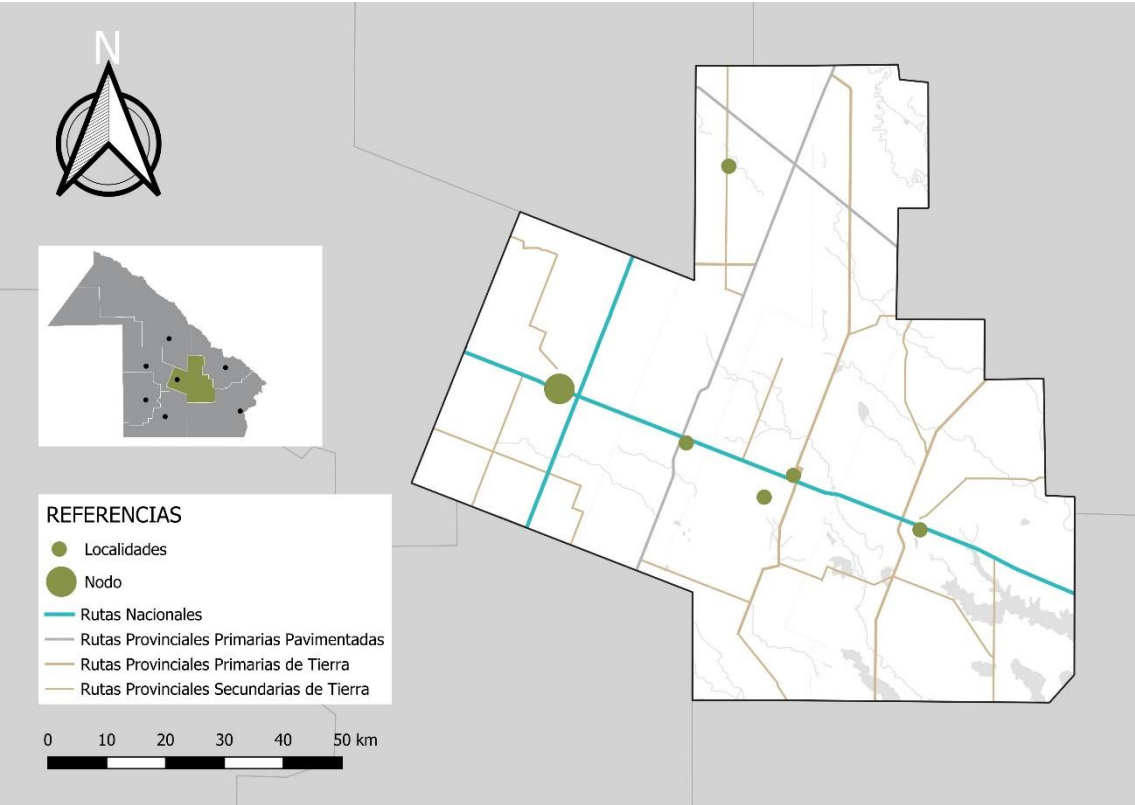 N
REFERENCIAS
Localidades
Nodo
Rutas Nacionales
Rutas Provinciales Primarias Pavimentadas
Rutas Provinciales Primarias de Tierra
Rutas Provinciales Secundarias de Tierra
0 10 20 30 40 50 km